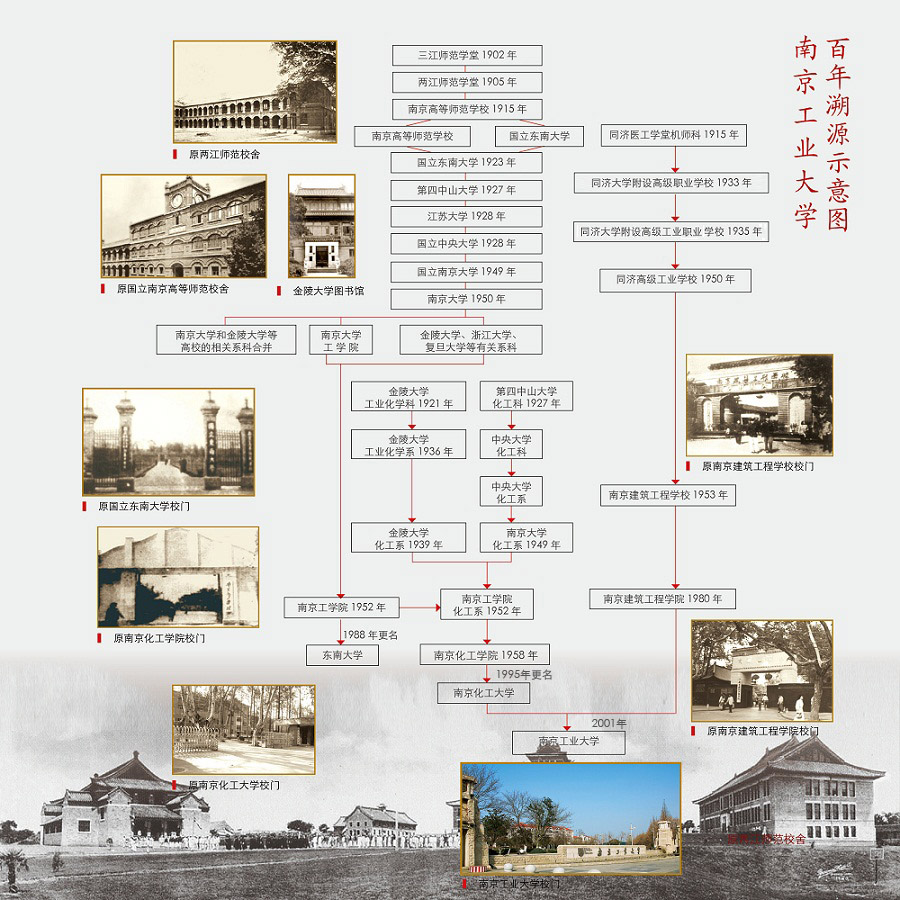 百年溯源示意图
南京工业大学
三江师范学堂 1902 年
两江师范学堂 1905 年
南京高等师范学校 1915 年
南京高等师范学校
国立东南大学
国立东南大学 1923 年
第四中山大学 1927 年
江苏大学 1928 年
国立中央大学 1928 年
国立南京大学 1949 年
南京大学 1950 年
南京大学和金陵大学等
高校的相关系科合并
南京大学
工 学 院
金陵大学、浙江大学、
复旦大学等有关系科
同济医工学堂机师科 1915 年
同济大学附设高级职业学校 1933 年
同济大学附设高级工业职业学校 1935 年
同济高级工业学校 1950 年
原两江师范校舍
原国立南京高等师范校舍
金陵大学图书馆
金陵大学
工业化学科 1921 年
第四中山大学
化工科 1927 年
金陵大学
工业化学系 1936 年
中央大学
化工科
中央大学
化工系
金陵大学
化工系 1939 年
南京大学
化工系 1949 年
原南京建筑工程学校校门
南京建筑工程学校 1953 年
原国立东南大学校门
南京工学院 1952 年
南京工学院
化工系 1952 年
南京建筑工程学院 1980 年
原南京化工学院校门
1988 年更名
东南大学
南京化工学院 1958 年
1995年更名
南京化工大学
2001年
南京工业大学
原南京建筑工程学院校门
原南京化工大学校门
南京工业大学校门